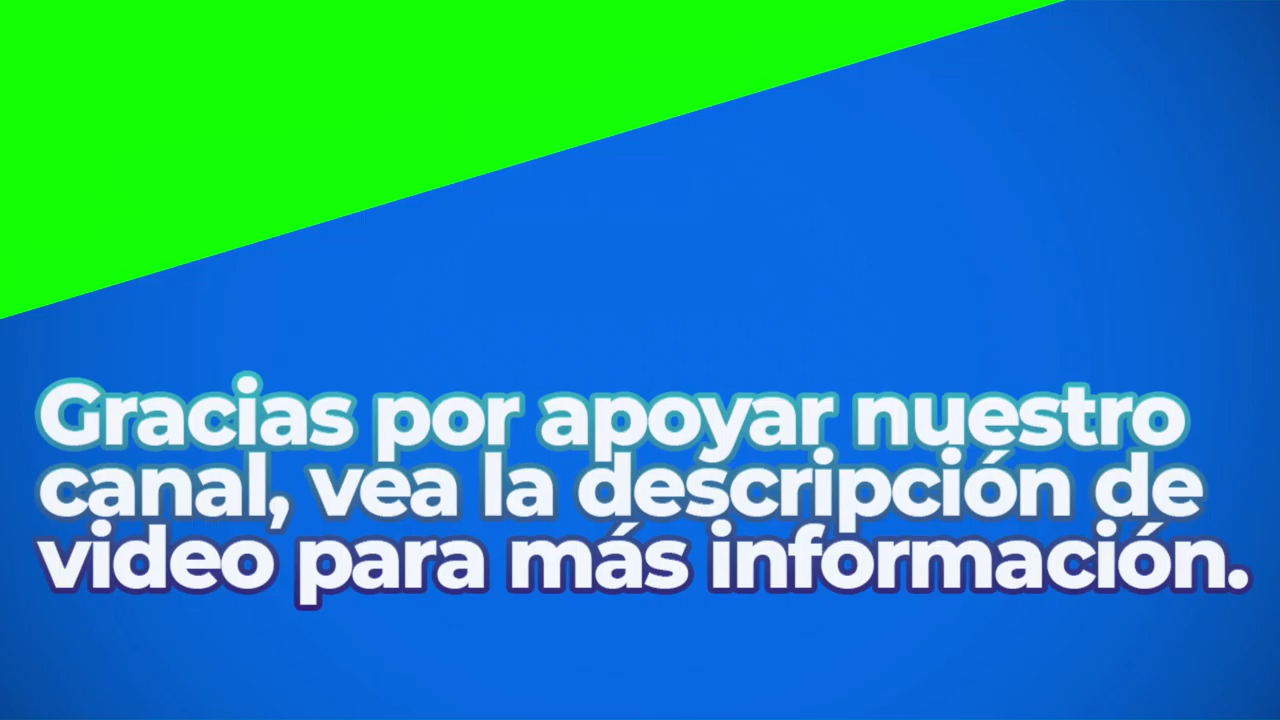 Gracias por apoyar nuestro
canal, vea la descripción de
video para más información.